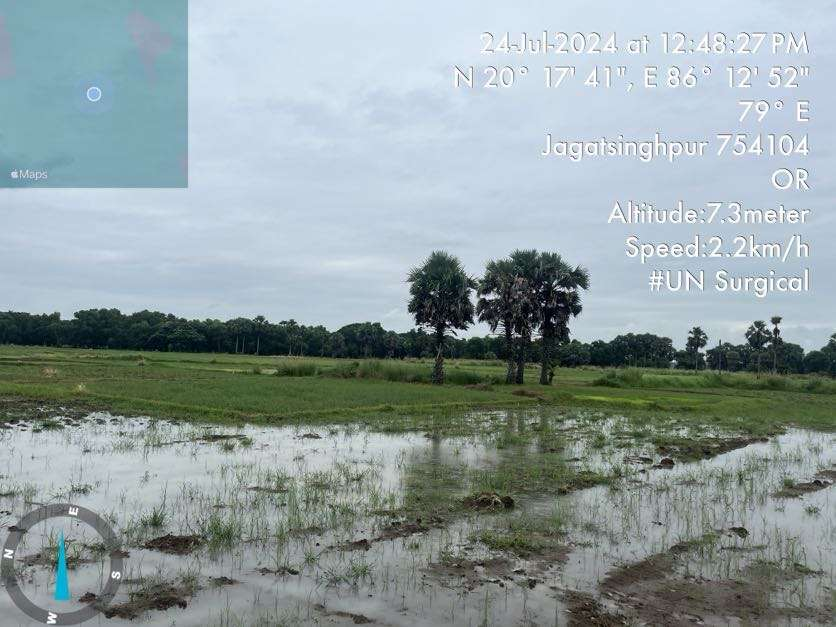 24-Jul-2024 at 12:48:27 PM
N 20° 17' 41", E 86° 12' 52"
79° E
Jagatsinghpur 754104
OR
Altitude:7.3meter
Speed:2.2km/h
#UN Surgical
Maps
N
E
S
W